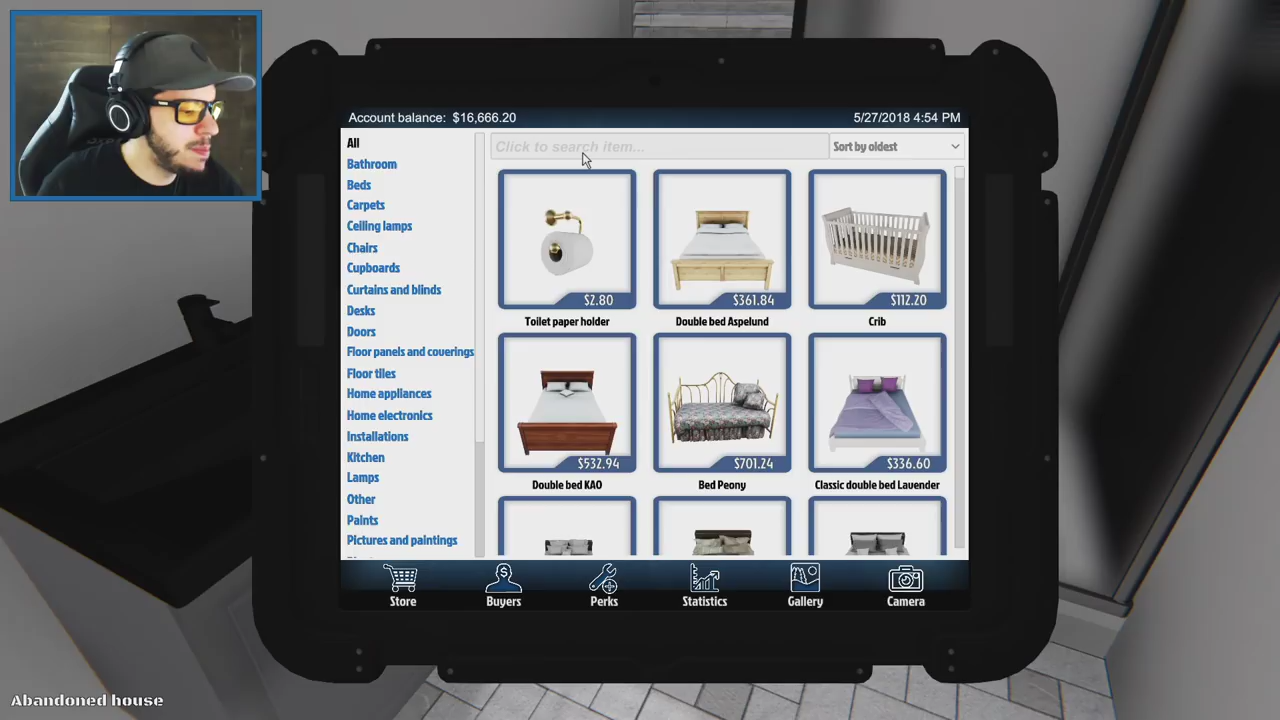 Account balance: $16,666.20
5/27/2018 4:54 PM
All
Bathroom
Beds
Carpets
Ceiling lamps
Chairs
Cupboards
Curtains and blinds
Desks
Doors
Floor panels and coverings
Floor tiles
Home appliances
Home electronics
Installations
Kitchen
Lamps
Other
Paints
Pictures and paintings
Click to search item...
Sort by oldest
$2.80
$361.84
$112.20
Toilet paper holder
Double bed Aspelund
Crib
$532.94
$701.24
$336.60
Double bed KAO
Bed Peony
Classic double bed Lavender
Store
Buyers
Perks
Statistics
Gallery
Camera
Abandoned house